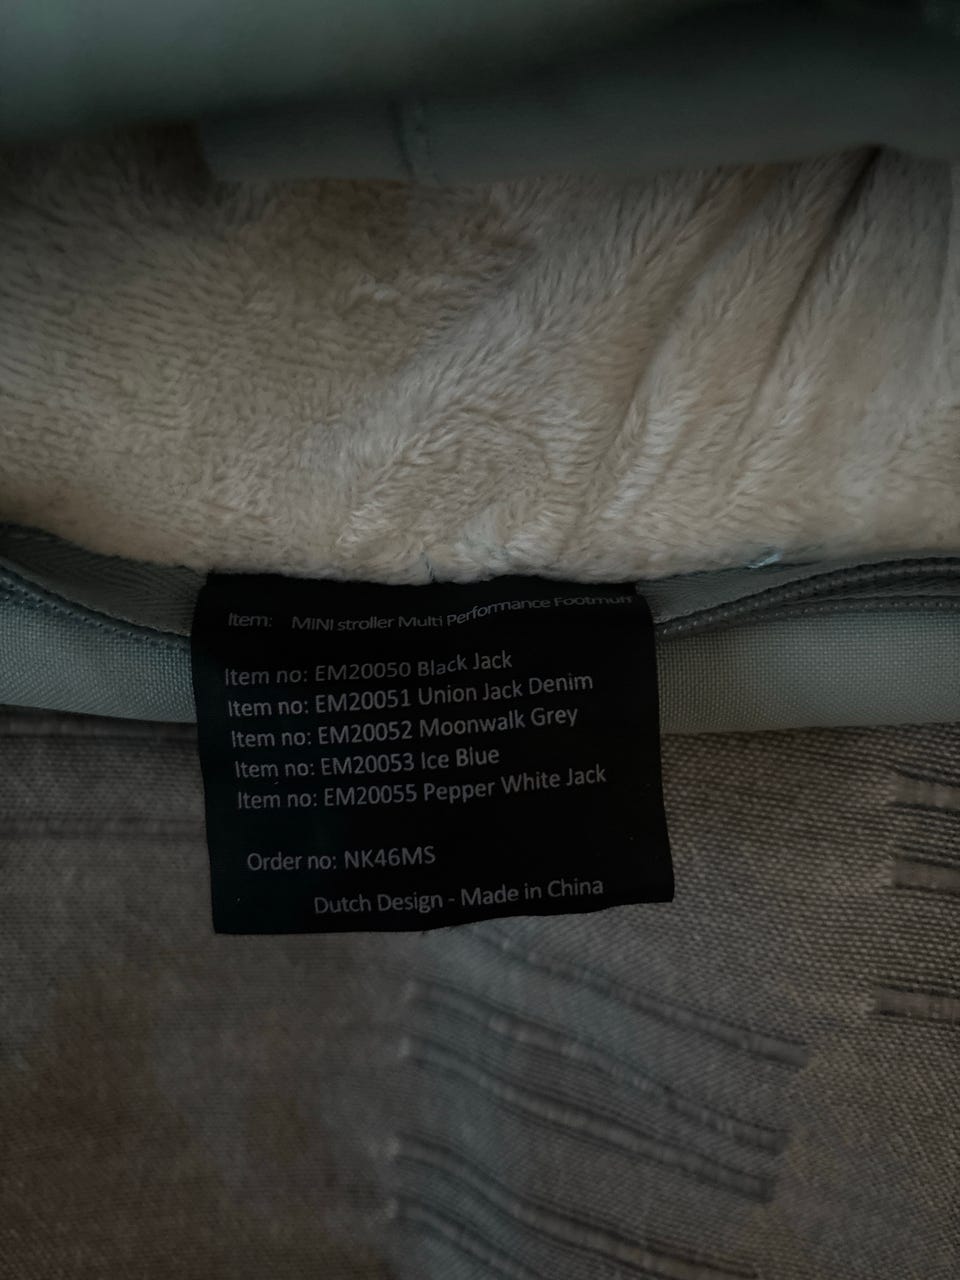 Item: MINI stroller Multi Performance Footmuff
Item no: EM20050 Black Jack
Item no: EM20051 Union Jack Denim
Item no: EM20052 Moonwalk Grey
Item no: EM20053 Ice Blue
Item no: EM20055 Pepper White Jack
Order no: NK46MS
Dutch Design - Made in China